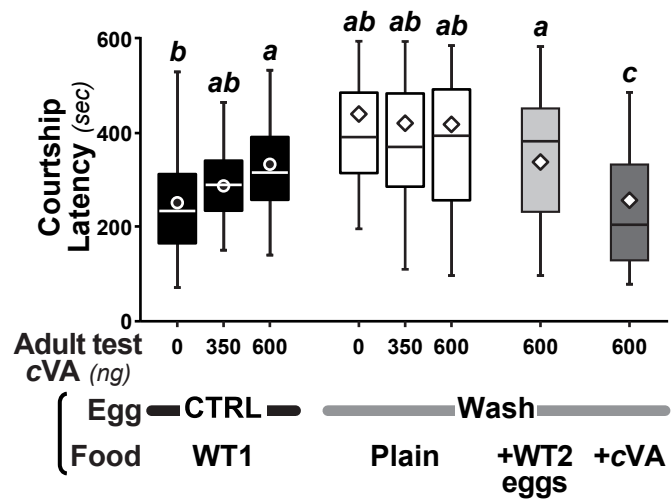 600
400
200
0
Courtship
Latency (sec)
b
ab
a
ab
ab
ab
a
c
Adult test
cVA (ng)
0 350 600 0 350 600 600 600
Egg CTRL Wash
Food WT1 Plain +WT2 +cVA
eggs